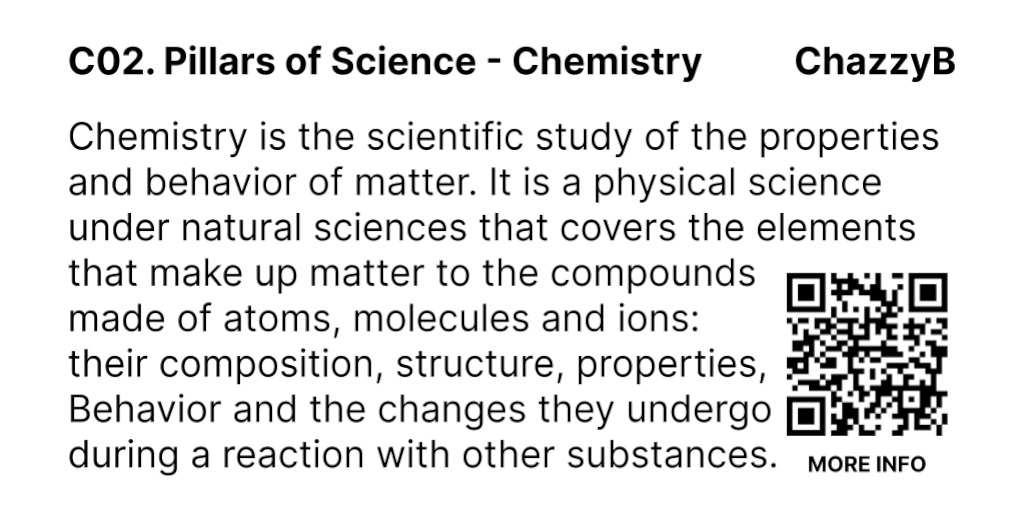 C02. Pillars of Science - Chemistry ChazzyB
Chemistry is the scientific study of the properties
and behavior of matter. It is a physical science
under natural sciences that covers the elements
that make up matter to the compounds
made of atoms, molecules and ions:
their composition, structure, properties,
Behavior and the changes they undergo
during a reaction with other substances.
MORE INFO